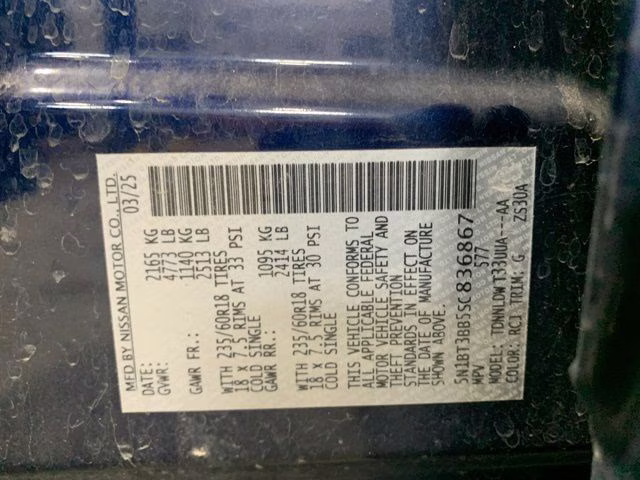 MFD BY NISSAN MOTOR CO., LTD.
DATE: 03/25
GVWR: 2165 KG
4773 LB
GAWR FR.: 1140 KG
2513 LB
WITH 235/60R18 TIRES
18 x 7.5 RIMS AT 33 PSI
COLD SINGLE
GAWR RR.: 1095 KG
2414 LB
WITH 235/60R18 TIRES
18 x 7.5 RIMS AT 30 PSI
COLD SINGLE
THIS VEHICLE CONFORMS TO
ALL APPLICABLE FEDERAL
MOTOR VEHICLE SAFETY AND
THEFT PREVENTION
STANDARDS IN EFFECT ON
THE DATE OF MANUFACTURE
SHOWN ABOVE.
5N1BT3BB5SC836867
MPV 577
MODEL: TDNNLDW T33UUA---AA
COLOR: RCJ TRIM: G ZS30A